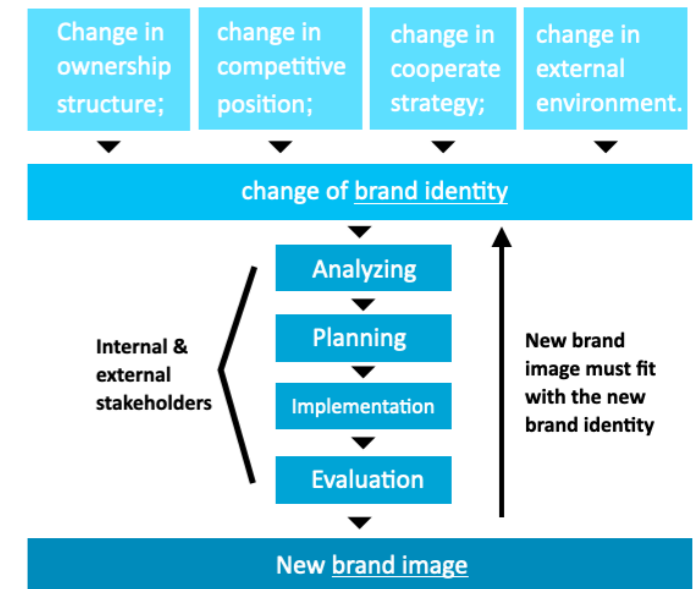 Change in
ownership
structure;
change in
competitive
position;
change in
cooperate
strategy;
change in
external
environment.
change of brand identity
Analyzing
Planning
Implementation
Evaluation
Internal &
external
stakeholders
New brand
image must fit
with the new
brand identity
New brand image